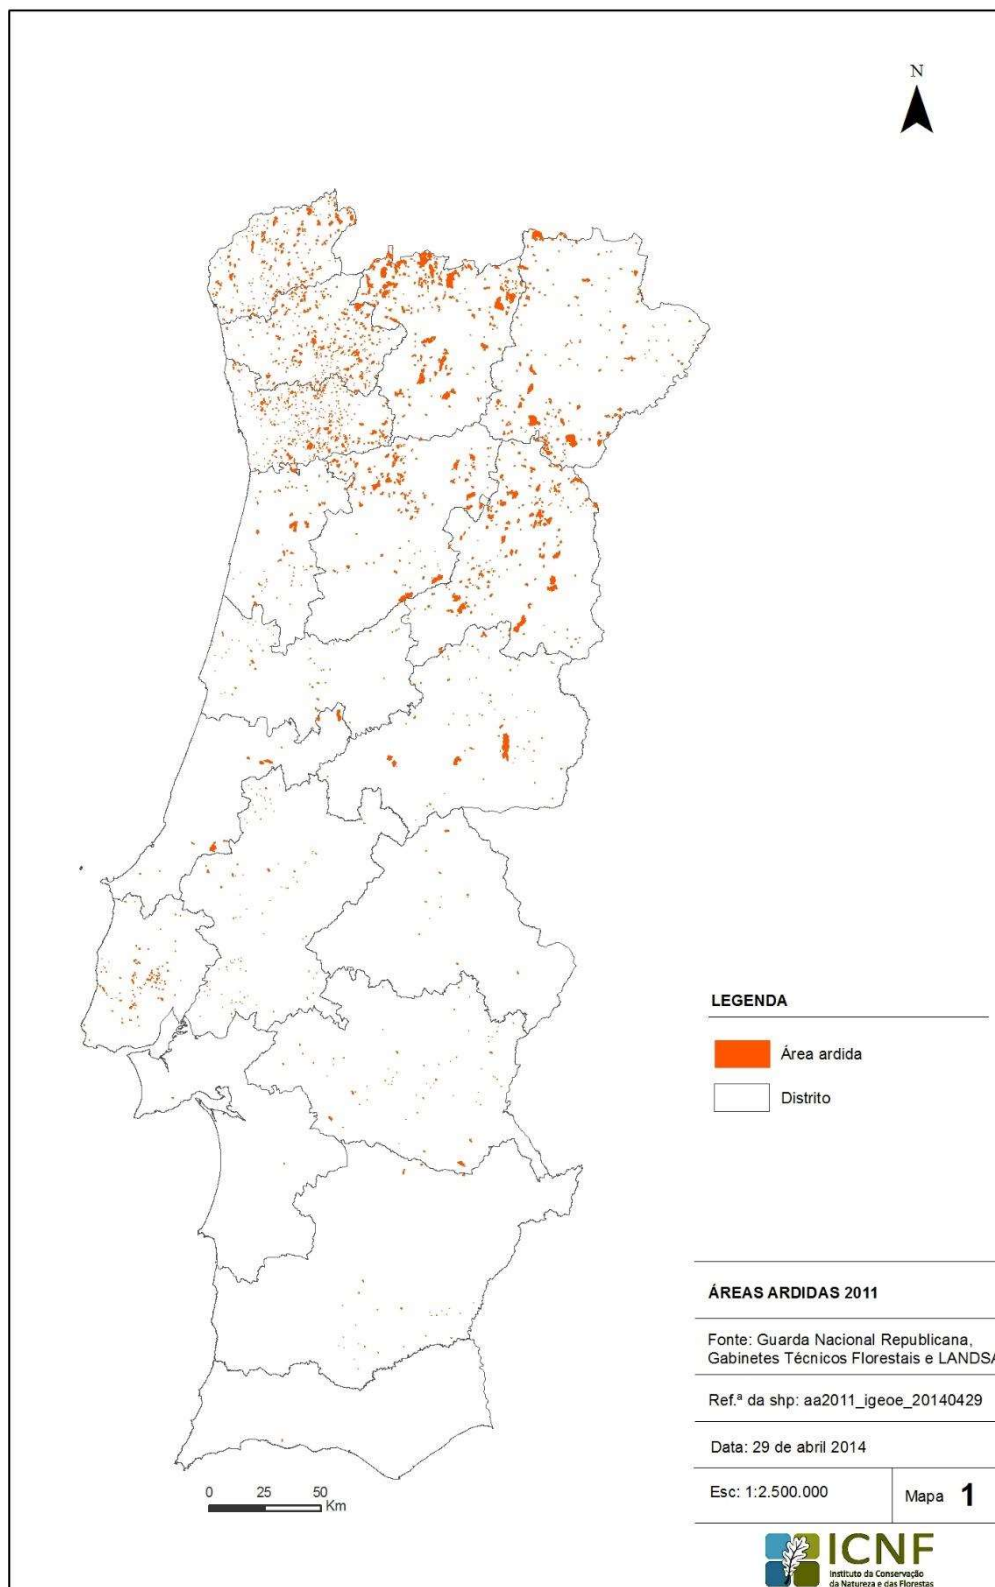 N
LEGENDA
Área ardida
Distrito
ÁREAS ARDIDAS 2011
Fonte: Guarda Nacional Republicana,
Gabinetes Técnicos Florestais e LANDSA
Ref.ª da shp: aa2011_igeoe_20140429
Data: 29 de abril 2014
Esc: 1:2.500.000
Mapa 1
0 25 50
Km
ICNF
Instituto da Conservação
da Natureza e das Florestas